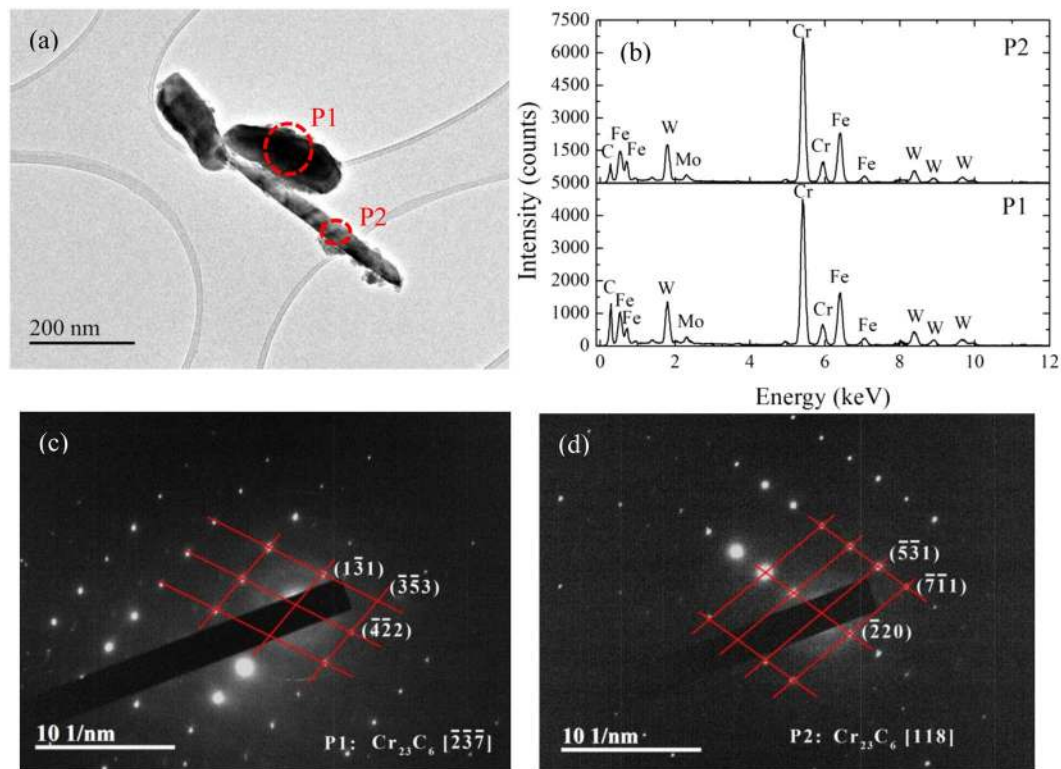 (a)
P1
P2
200 nm
(b)
P2
7500
6000
4500
3000
1500
5000
4000
3000
2000
1000
0
Intensity (counts)
C
Fe
Fe
W
Mo
Cr
Cr
Fe
Fe
W
W
W
P1
C
Fe
Fe
W
Mo
Cr
Cr
Fe
Fe
W
W
W
0 2 4 6 8 10 12
Energy (keV)
(c)
(13̄1)
(3̄5̄3)
(4̄2̄2)
10 1/nm
P1: Cr₂₃C₆ [2̄3̄7̄]
(d)
(5̄3̄1)
(7̄1̄1)
(2̄20)
10 1/nm
P2: Cr₂₃C₆ [118]